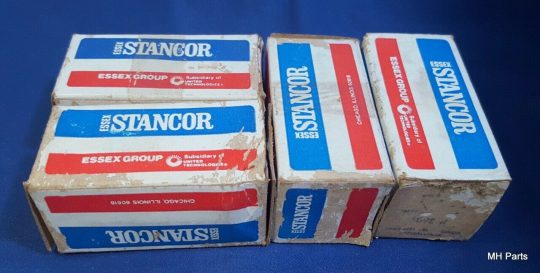 ESSEX STANCOR
ESSEX GROUP Subsidiary of
UNITED
TECHNOLOGIES
ESSEX STANCOR
ESSEX GROUP Subsidiary of
UNITED
TECHNOLOGIES
CHICAGO, ILLINOIS 60618
ESSEX STANCOR
ESSEX STANCOR
CHICAGO, ILLINOIS 60618
ESSEX
ESSEX STANCOR
ESSEX GROUP Subsidiary of
UNITED
TECHNOLOGIES
MH Parts